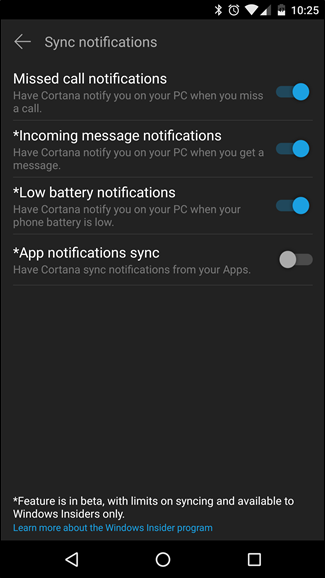 10:25
Sync notifications
Missed call notifications
Have Cortana notify you on your PC when you miss
a call.
*Incoming message notifications
Have Cortana notify you on your PC when you get a
message.
*Low battery notifications
Have Cortana notify you on your PC when your
phone battery is low.
*App notifications sync
Have Cortana sync notifications from your Apps.
*Feature is in beta, with limits on syncing and available to
Windows Insiders only.
Learn more about the Windows Insider program